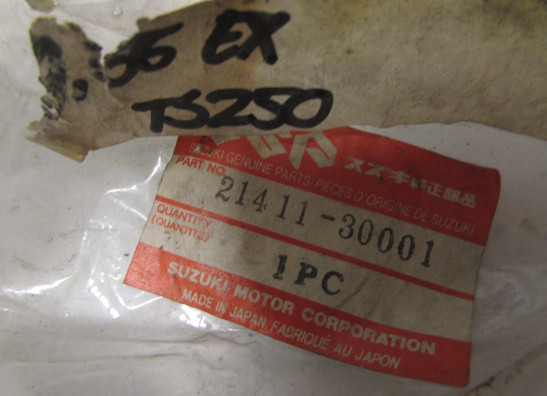 .56 EX
TS250
スズキ純正部品
SUZUKI GENUINE PARTS/PIECES D'ORIGINE DE SUZUKI
PART NO.
21411-30001
QUANTITY
(QUANTITÉ)
1PC
SUZUKI MOTOR CORPORATION
MADE IN JAPAN FABRIQUÉ AU JAPON